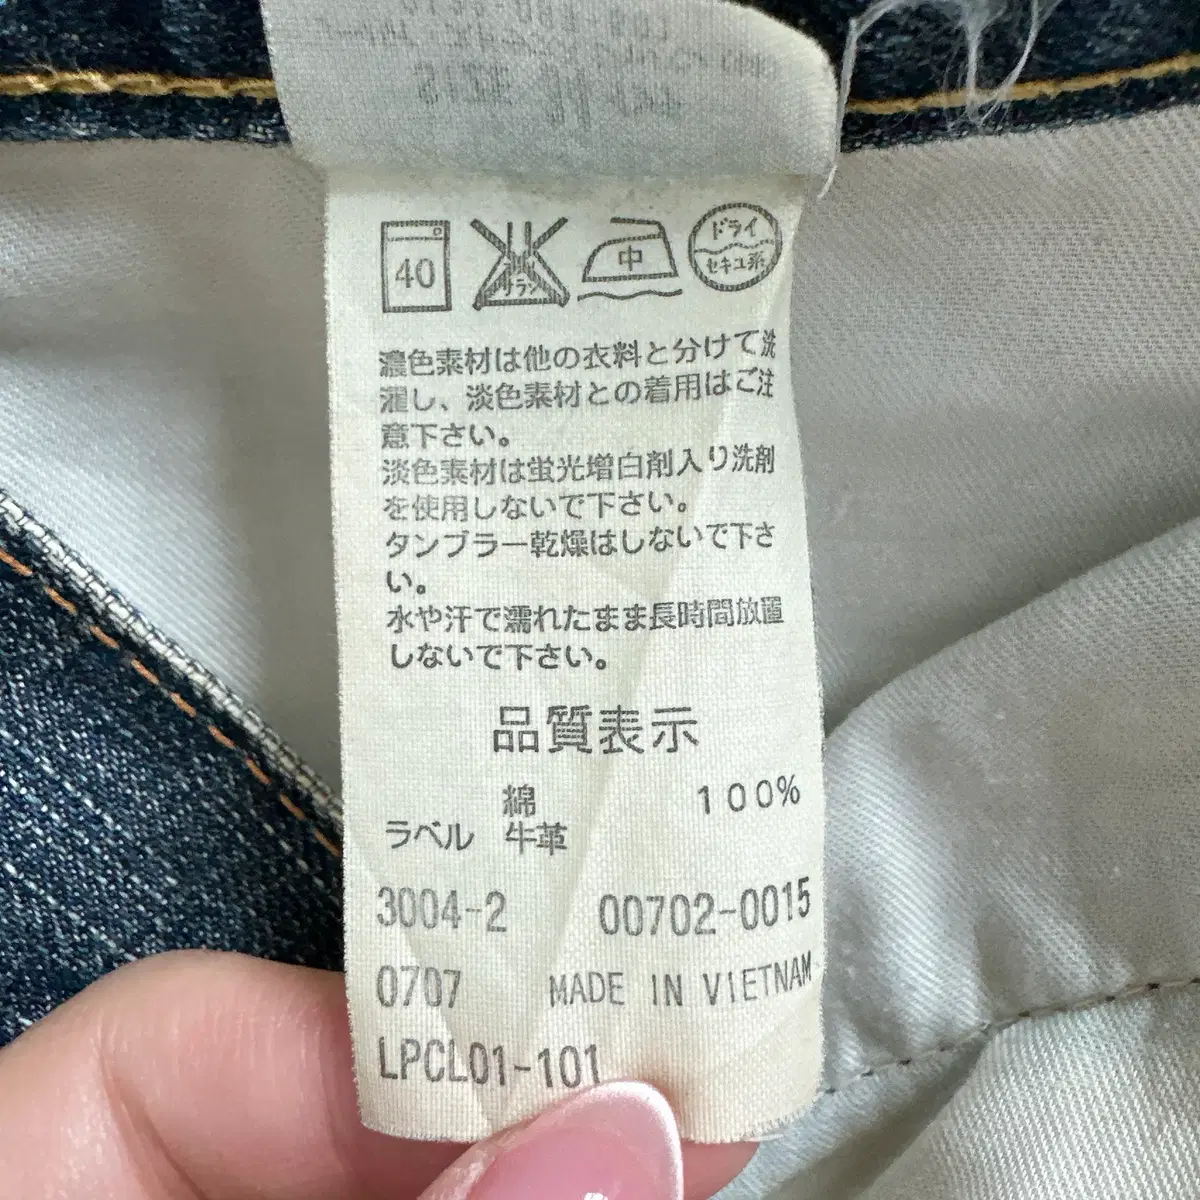 40
サラシ
中
ドライ
セキユ系
濃色素材は他の衣料と分けて洗
濯し、淡色素材との着用はご注
意下さい。
淡色素材は蛍光増白剤入り洗剤
を使用しないで下さい。
タンブラー乾燥はしないで下さ
い。
水や汗で濡れたまま長時間放置
しないで下さい。
品質表示
綿 100%
ラベル 牛革
3004-2 00702-0015
0707 MADE IN VIETNAM
LPCL01-101